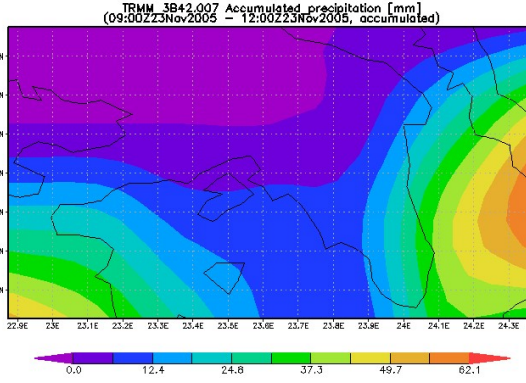 TRMM_3B42.007 Accumulated precipitation [mm]
(09:00Z23Nov2005 – 12:00Z23Nov2005, accumulated)
22.9E 23E 23.1E 23.2E 23.3E 23.4E 23.5E 23.6E 23.7E 23.8E 23.9E 24E 24.1E 24.2E 24.3E
0.0 12.4 24.8 37.3 49.7 62.1